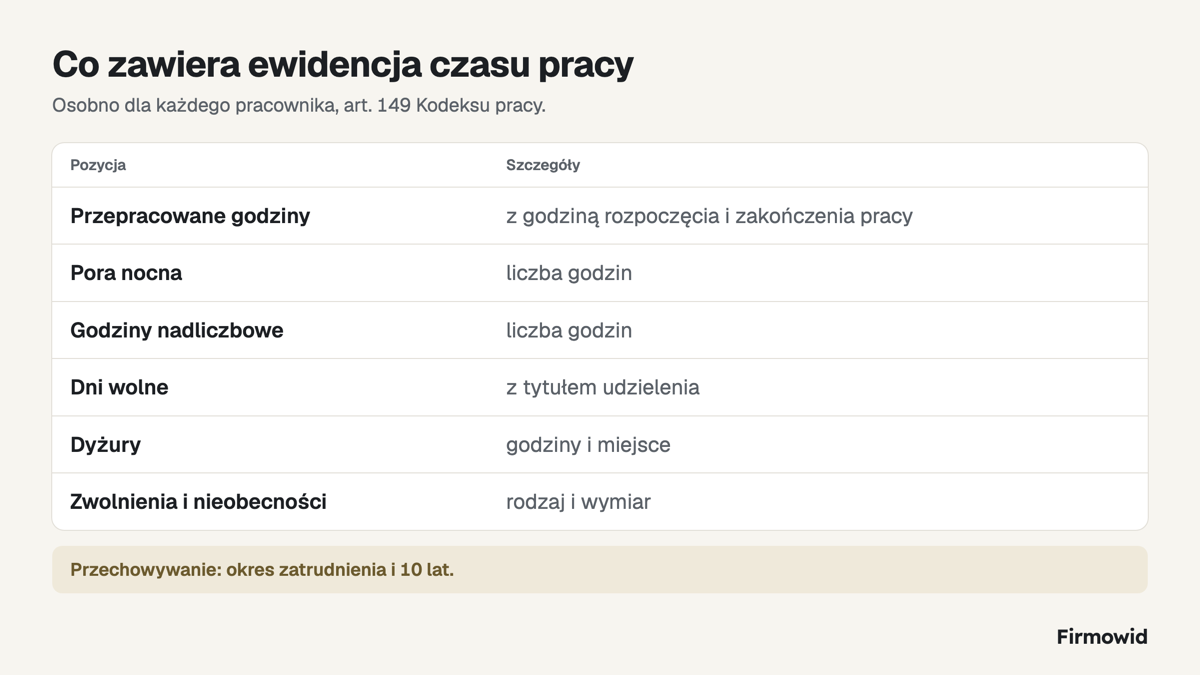 Co zawiera ewidencja czasu pracy
Osobno dla każdego pracownika, art. 149 Kodeksu pracy.
Pozycja Szczegóły
Przepracowane godziny z godziną rozpoczęcia i zakończenia pracy
Pora nocna liczba godzin
Godziny nadliczbowe liczba godzin
Dni wolne z tytułem udzielenia
Dyżury godziny i miejsce
Zwolnienia i nieobecności rodzaj i wymiar
Przechowywanie: okres zatrudnienia i 10 lat.
Firmowid